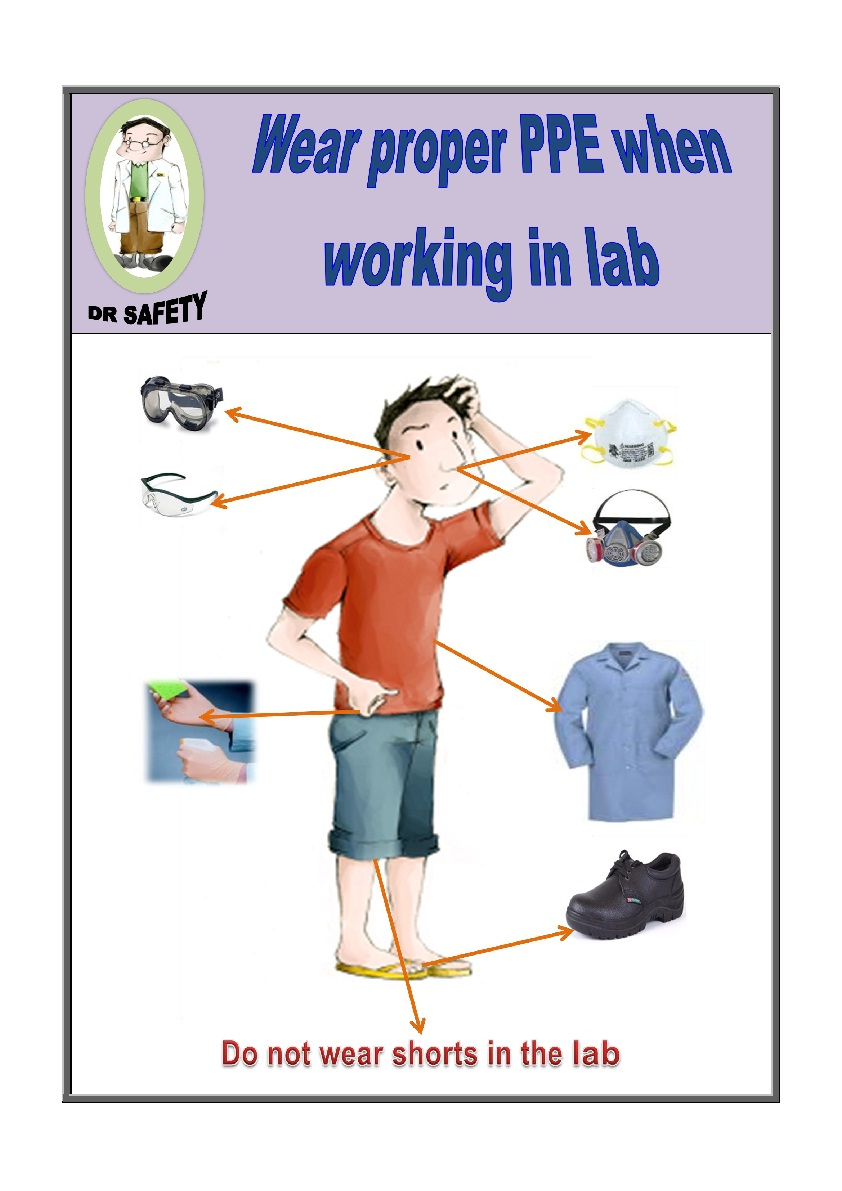 Wear proper PPE when
working in lab
DR SAFETY
Do not wear shorts in the lab